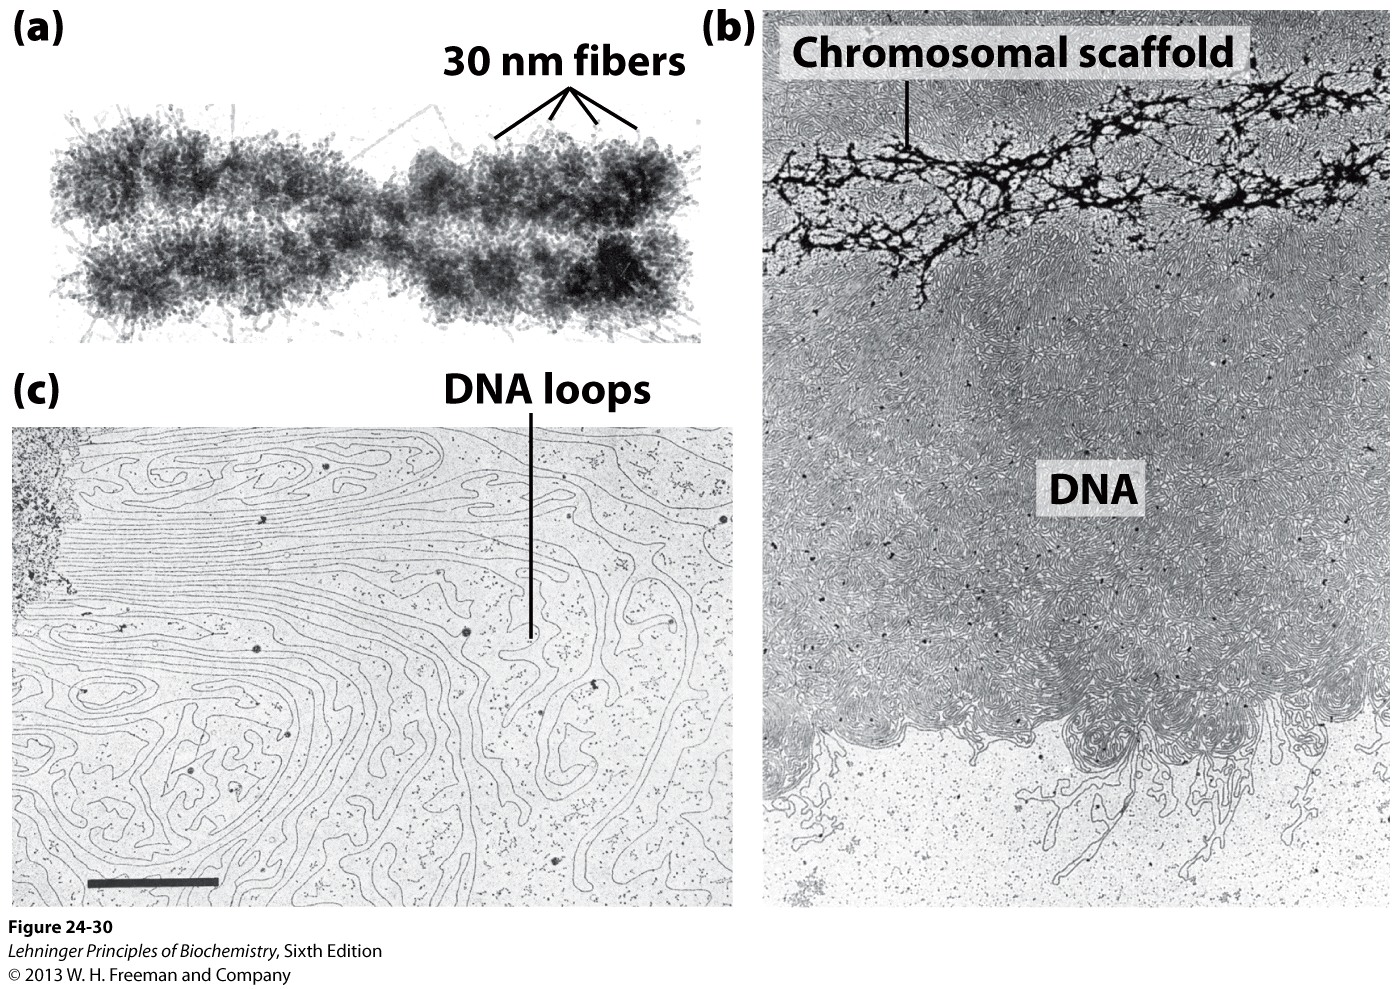 (a)
30 nm fibers
(b)
Chromosomal scaffold
(c)
DNA loops
DNA
Figure 24-30
Lehninger Principles of Biochemistry, Sixth Edition
© 2013 W. H. Freeman and Company